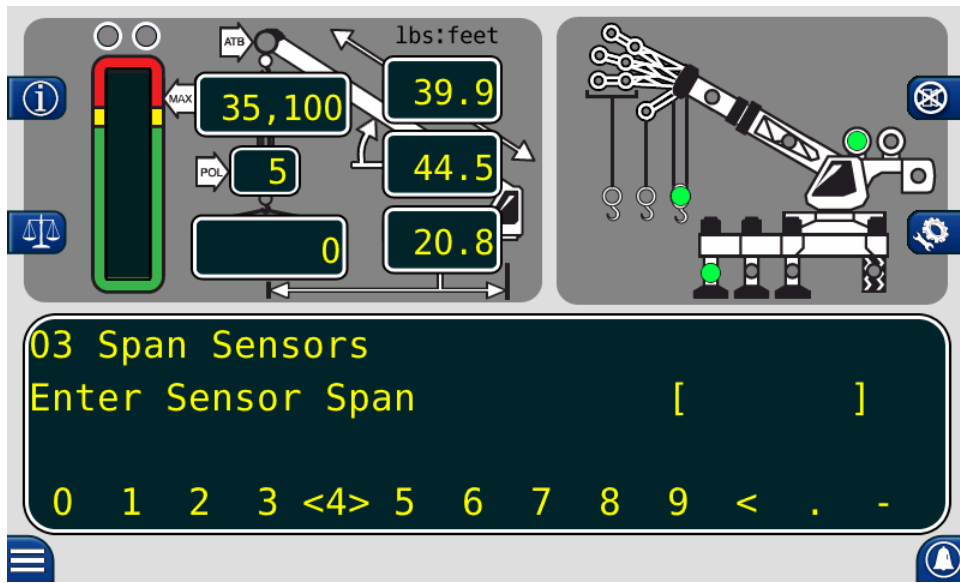 lbs:feet
ATB
MAX
35,100
39.9
POL
5
44.5
0
20.8
03 Span Sensors
Enter Sensor Span [ ]
0 1 2 3 <4> 5 6 7 8 9 < . -